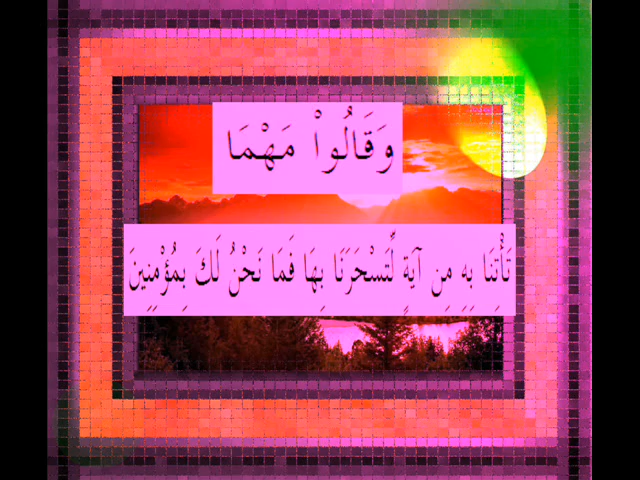 وَقَالُواْ مَهْمَا
تَأْتِنَا بِهِ مِن آيَةٍ لِّتَسْحَرَنَا بِهَا فَمَا نَحْنُ لَكَ بِمُؤْمِنِينَ